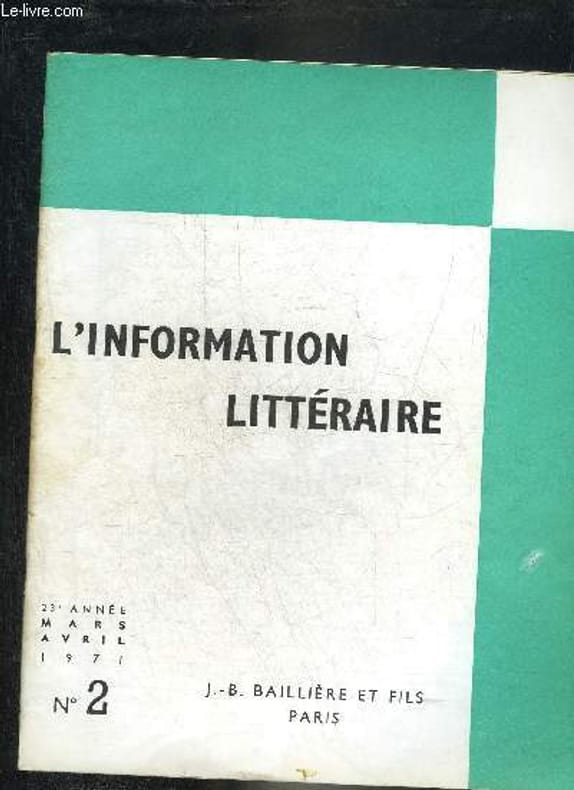 Le-livre.com
L'INFORMATION
LITTÉRAIRE
23e ANNÉE
MARS
AVRIL
1971
N° 2
J.-B. BAILLIÈRE ET FILS
PARIS